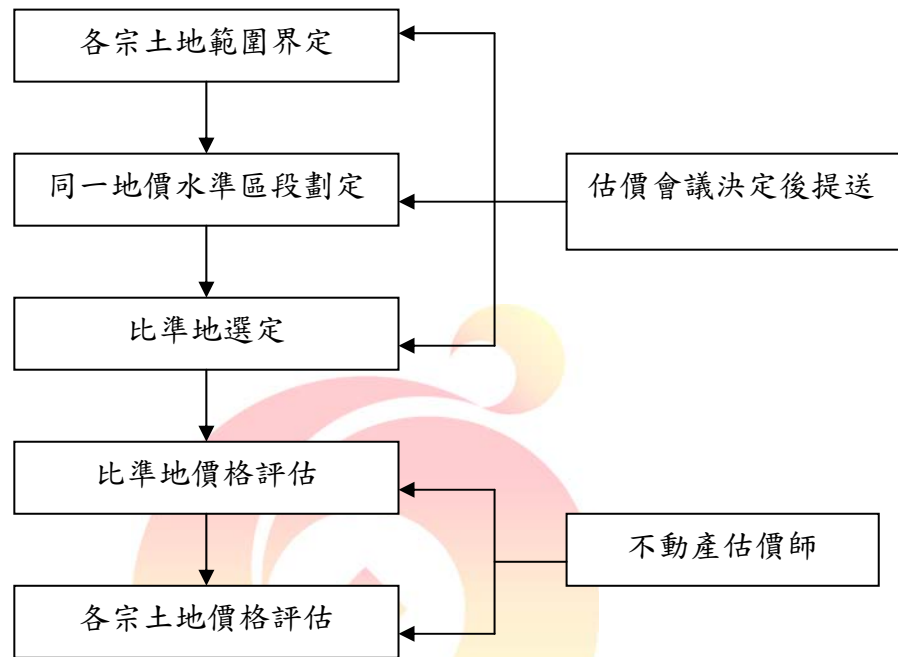 各宗土地範圍界定
同一地價水準區段劃定
估價會議決定後提送
比準地選定
比準地價格評估
不動產估價師
各宗土地價格評估